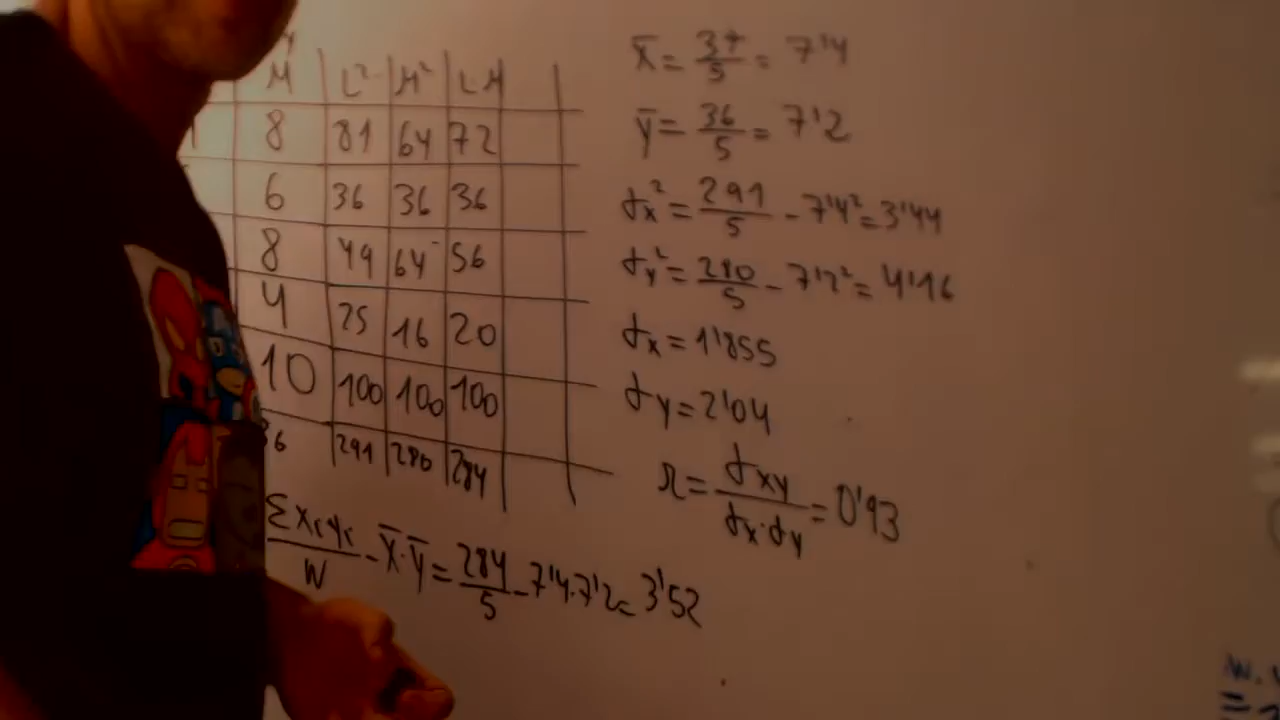 M L² M² LM
8 81 64 72
6 36 36 36
8 49 64 56
4 25 16 20
10 100 100 100
36 291 280 284
Σxᵢyᵢ/N - x̄·ȳ = 284/5 - 7'4·7'2 = 3'52
x̄ = 37/5 = 7'4
ȳ = 36/5 = 7'2
σx² = 291/5 - 7'4² = 3'44
σy² = 280/5 - 7'2² = 4'16
σx = 1'855
σy = 2'04
r = σxy/σx·σy = 0'93